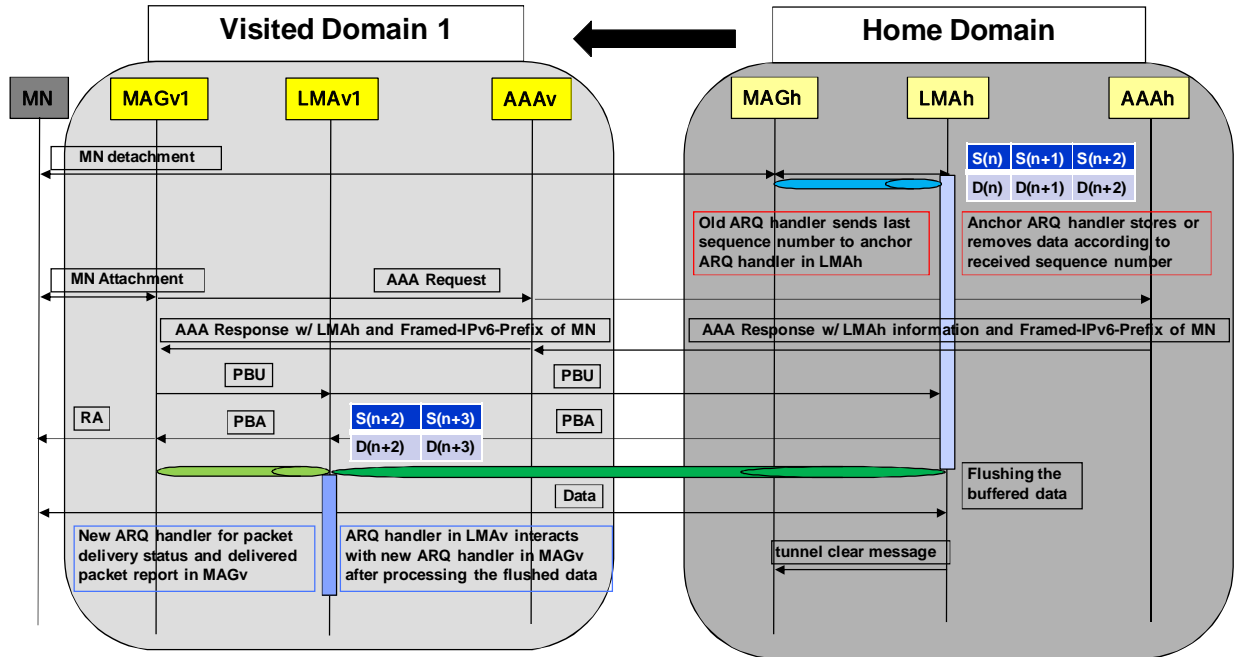 Visited Domain 1
Home Domain
MN
MAGv1
LMAv1
AAAv
MAGh
LMAh
AAAh
MN detachment
S(n) S(n+1) S(n+2)
D(n) D(n+1) D(n+2)
Old ARQ handler sends last
sequence number to anchor
ARQ handler in LMAh
Anchor ARQ handler stores or
removes data according to
received sequence number
MN Attachment
AAA Request
AAA Response w/ LMAh and Framed-IPv6-Prefix of MN
AAA Response w/ LMAh information and Framed-IPv6-Prefix of MN
PBU
PBU
RA
PBA
S(n+2) S(n+3)
D(n+2) D(n+3)
PBA
Flushing the
buffered data
Data
New ARQ handler for packet
delivery status and delivered
packet report in MAGv
ARQ handler in LMAv interacts
with new ARQ handler in MAGv
after processing the flushed data
tunnel clear message